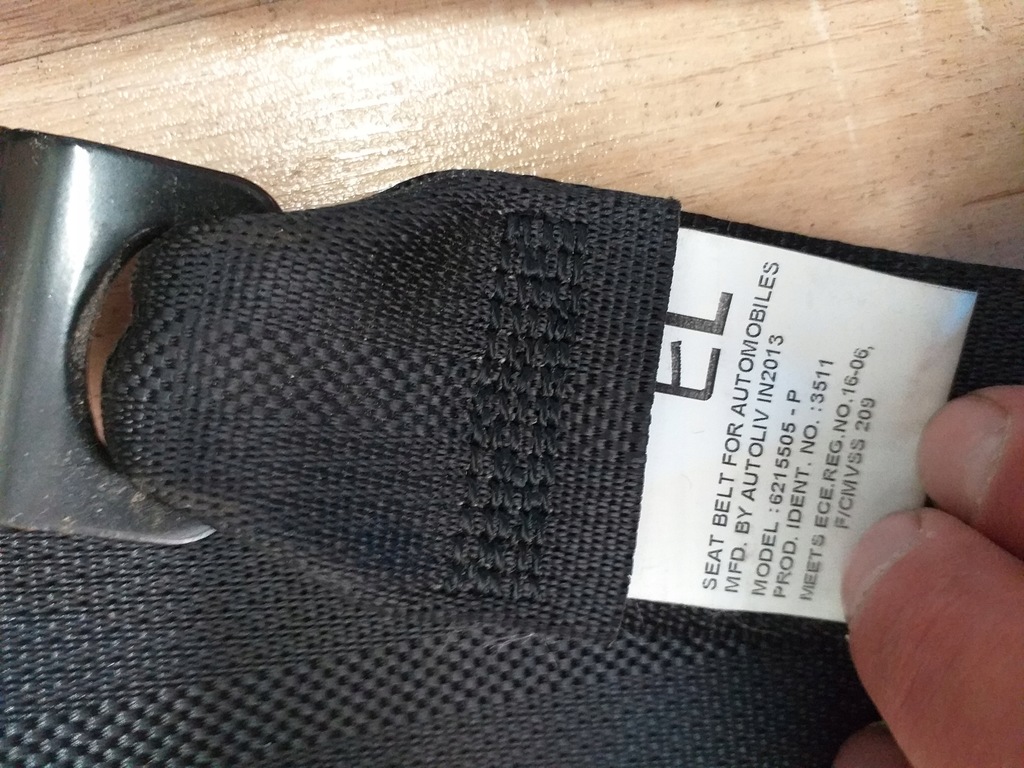 EL
SEAT BELT FOR AUTOMOBILES
MFD. BY AUTOLIV IN2013
MODEL : 6215505 - P
PROD. IDENT. NO. : 3511
MEETS ECE.REG.NO.16-06,
F/CMVSS 209